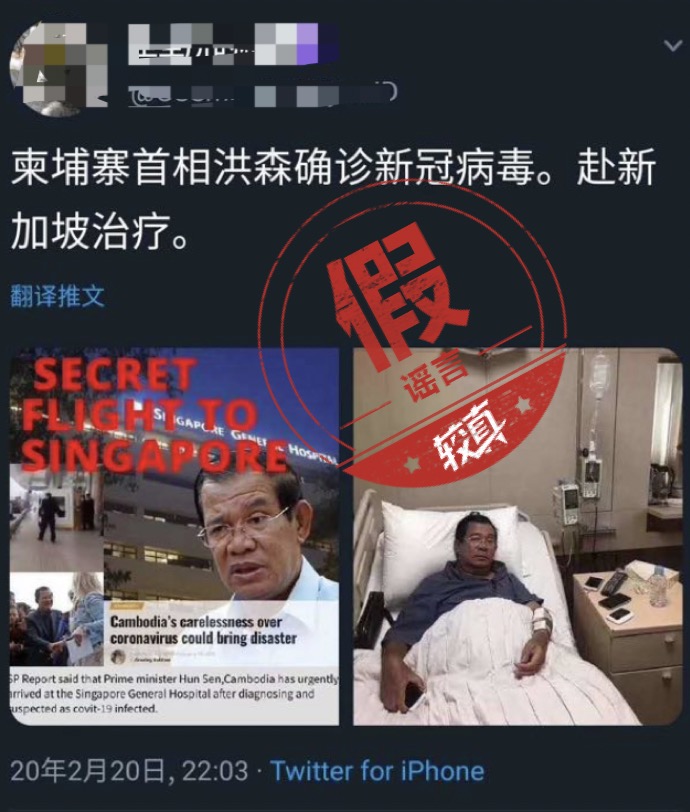 柬埔寨首相洪森确诊新冠病毒。赴新
加坡治疗。
翻译推文
假
谣言
较真
SECRET
FLIGHT TO
SINGAPORE
SINGAPORE GENERAL HOSPITAL
Cambodia's carelessness over
coronavirus could bring disaster
SP Report said that Prime minister Hun Sen,Cambodia has urgently
arrived at the Singapore General Hospital after diagnosing and
suspected as covit-19 infected.
20年2月20日, 22:03 · Twitter for iPhone